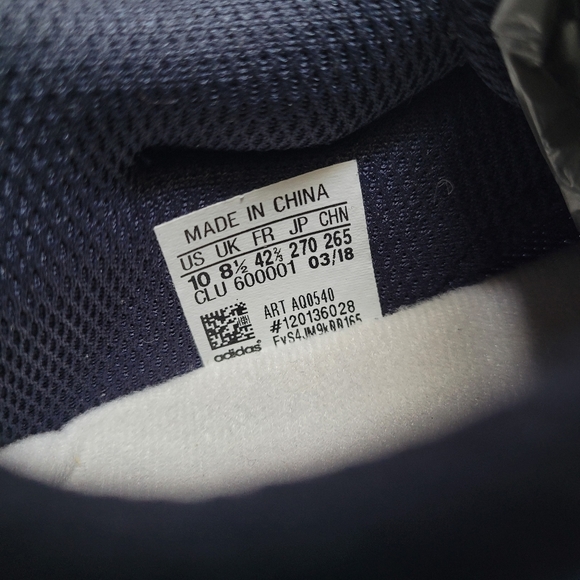 MADE IN CHINA
US UK FR JP CHN
10 8½ 42⅔ 270 265
CLU 600001 03/18
ART AQ0540
#120136028
adidas